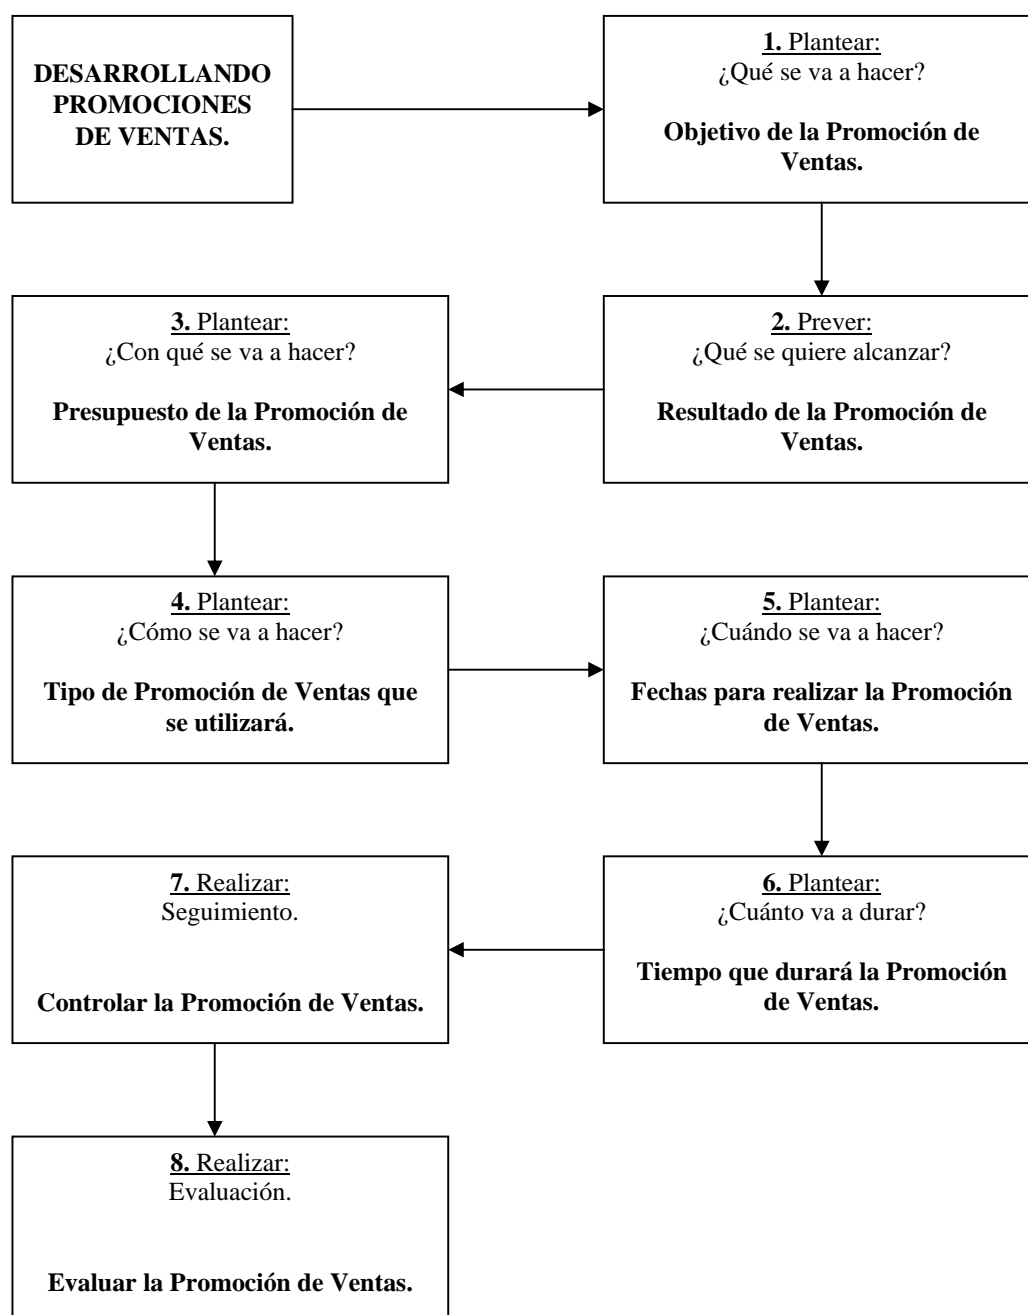 DESARROLLANDO
PROMOCIONES
DE VENTAS.
1. Plantear:
¿Qué se va a hacer?
Objetivo de la Promoción de
Ventas.
2. Prever:
¿Qué se quiere alcanzar?
Resultado de la Promoción de
Ventas.
3. Plantear:
¿Con qué se va a hacer?
Presupuesto de la Promoción de
Ventas.
4. Plantear:
¿Cómo se va a hacer?
Tipo de Promoción de Ventas que
se utilizará.
5. Plantear:
¿Cuándo se va a hacer?
Fechas para realizar la Promoción
de Ventas.
6. Plantear:
¿Cuánto va a durar?
Tiempo que durará la Promoción
de Ventas.
7. Realizar:
Seguimiento.
Controlar la Promoción de Ventas.
8. Realizar:
Evaluación.
Evaluar la Promoción de Ventas.